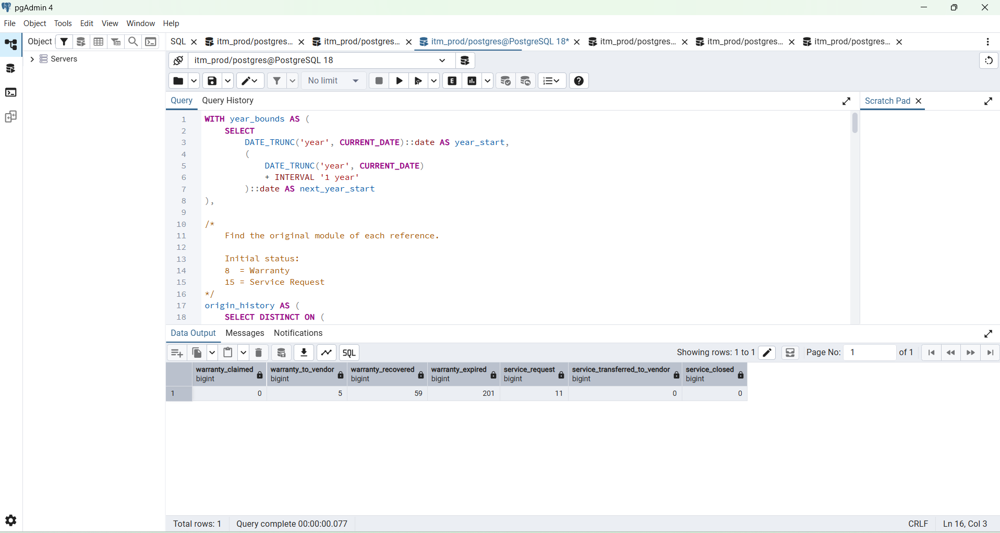 pgAdmin 4
File Object Tools Edit View Window Help
Object
Servers
SQL itm_prod/postgres... itm_prod/postgres... itm_prod/postgres@PostgreSQL 18* itm_prod/postgres... itm_prod/postgres... itm_prod/postgres...
itm_prod/postgres@PostgreSQL 18
No limit E
Query Query History
Scratch Pad
1 WITH year_bounds AS (
2 SELECT
3 DATE_TRUNC('year', CURRENT_DATE)::date AS year_start,
4 (
5 DATE_TRUNC('year', CURRENT_DATE)
6 + INTERVAL '1 year'
7 )::date AS next_year_start
8 ),
9
10 /*
11 Find the original module of each reference.
12
13 Initial status:
14 8 = Warranty
15 15 = Service Request
16 */
17 origin_history AS (
18 SELECT DISTINCT ON (
Data Output Messages Notifications
SQL Showing rows: 1 to 1 Page No: 1 of 1
warranty_claimed warranty_to_vendor warranty_recovered warranty_expired service_request service_transferred_to_vendor service_closed
bigint bigint bigint bigint bigint bigint bigint
1 0 5 59 201 11 0 0
Total rows: 1 Query complete 00:00:00.077 CRLF Ln 16, Col 3